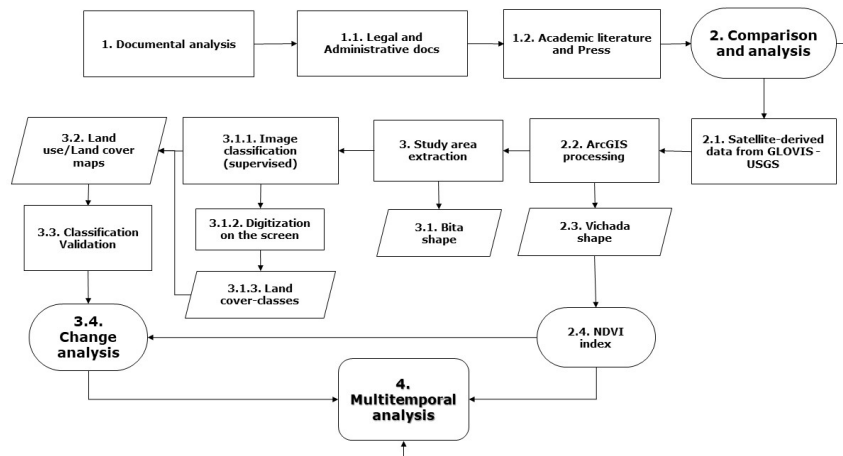 1. Documental analysis
1.1. Legal and
Administrative docs
1.2. Academic literature
and Press
2. Comparison
and analysis
3.2. Land
use/Land cover
maps
3.1.1. Image
classification
(supervised)
3. Study area
extraction
2.2. ArcGIS
processing
2.1. Satellite-derived
data from GLOVIS -
USGS
3.3. Classification
Validation
3.1.2. Digitization
on the screen
3.1. Bita
shape
2.3. Vichada
shape
3.1.3. Land
cover-classes
3.4.
Change
analysis
2.4. NDVI
index
4.
Multitemporal
analysis